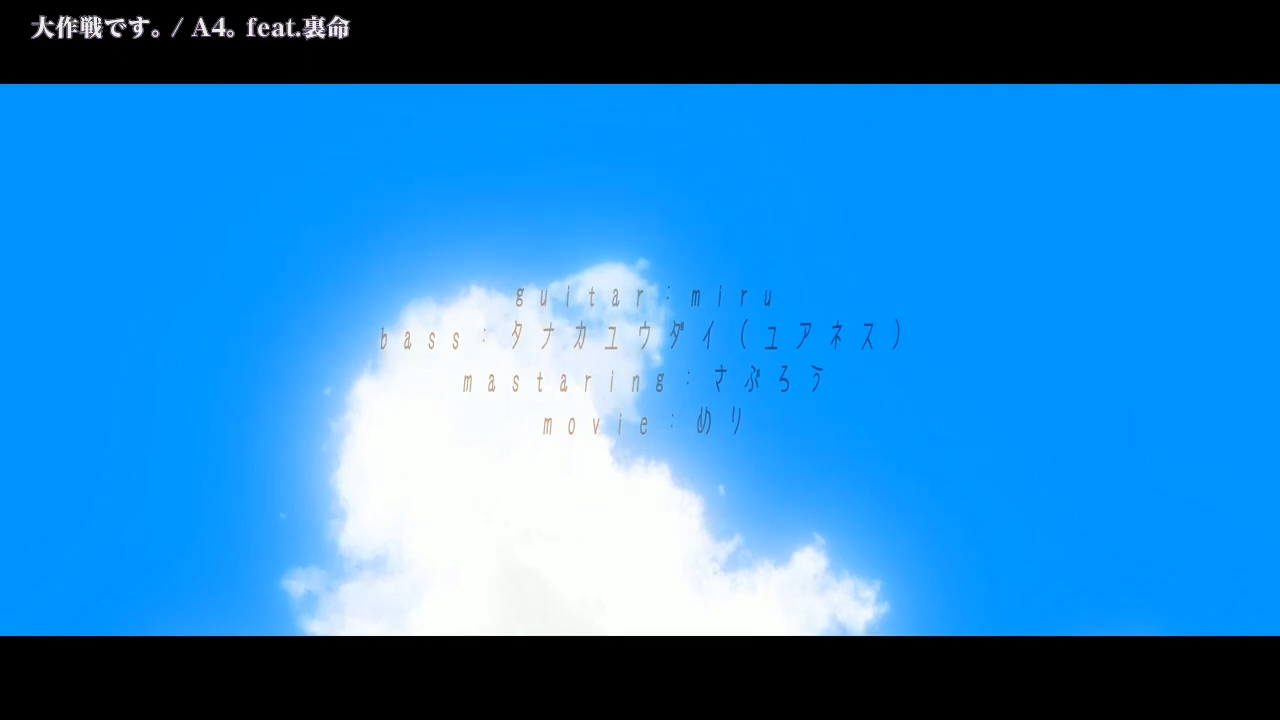 大作戦です。/ A4。feat.裏命
guitar:miru
bass:タナカユウダイ(ユアネス)
mastaring:さぶろう
movie:めり